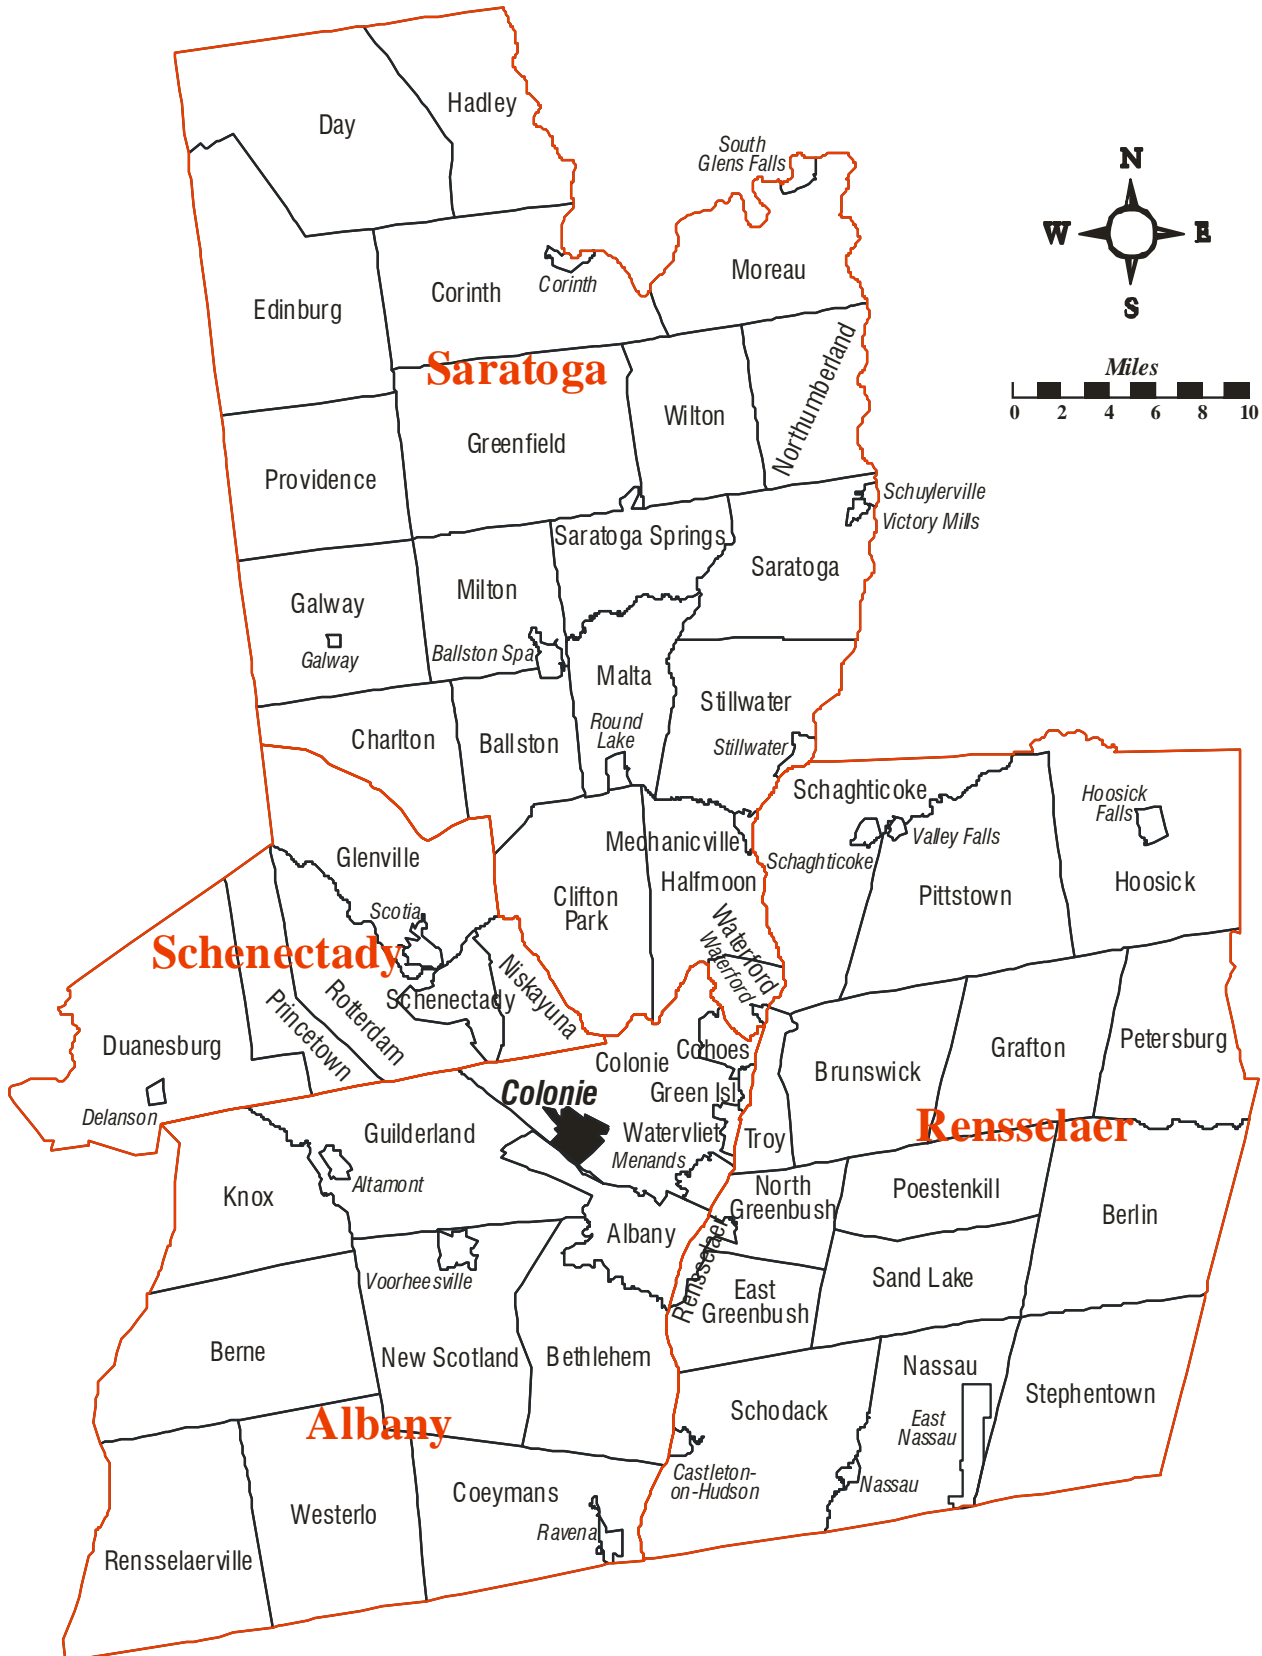 Hadley
Day
South
Glens Falls
N
W
E
S
Moreau
Corinth
Corinth
Edinburg
Miles
0 2 4 6 8 10
Saratoga
Northumberland
Wilton
Greenfield
Providence
Schuylerville
Victory Mills
Saratoga Springs
Saratoga
Milton
Galway
Galway
Ballston Spa
Malta
Stillwater
Round
Lake
Stillwater
Charlton
Ballston
Schaghticoke
Hoosick
Falls
Mechanicville
Valley Falls
Schaghticoke
Glenville
Halfmoon
Hoosick
Clifton
Park
Pittstown
Scotia
Waterford
Waterford
Schenectady
Niskayuna
Schenectady
Rotterdam
Princetown
Duanesburg
Cohoes
Colonie
Grafton
Petersburg
Brunswick
Colonie
Green Isl.
Delanson
Guilderland
Watervliet
Troy
Rensselaer
Menands
Altamont
Knox
North
Greenbush
Poestenkill
Berlin
Albany
Rensselaer
Voorheesville
Sand Lake
East
Greenbush
Berne
New Scotland
Bethlehem
Nassau
Stephentown
Albany
Schodack
East
Nassau
Castleton-
on-Hudson
Nassau
Coeymans
Westerlo
Ravena
Rensselaerville